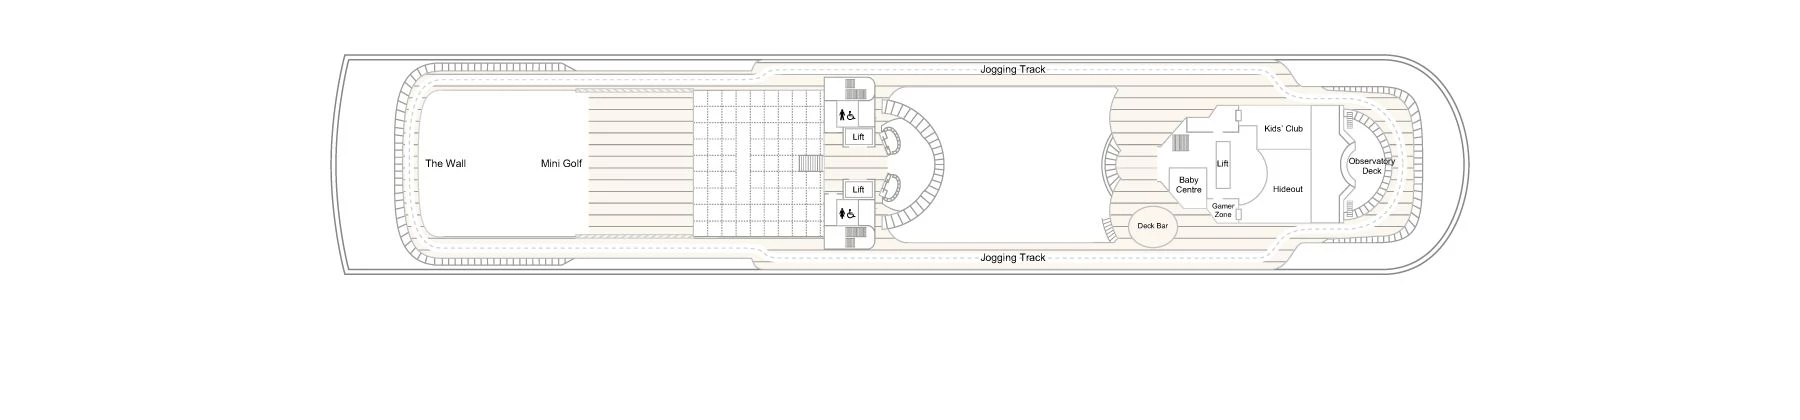 Jogging Track
Kids' Club
Lift
The Wall
Mini Golf
Lift
Observatory
Deck
Baby
Centre
Hideout
Lift
Gamer
Zone
Deck Bar
Jogging Track